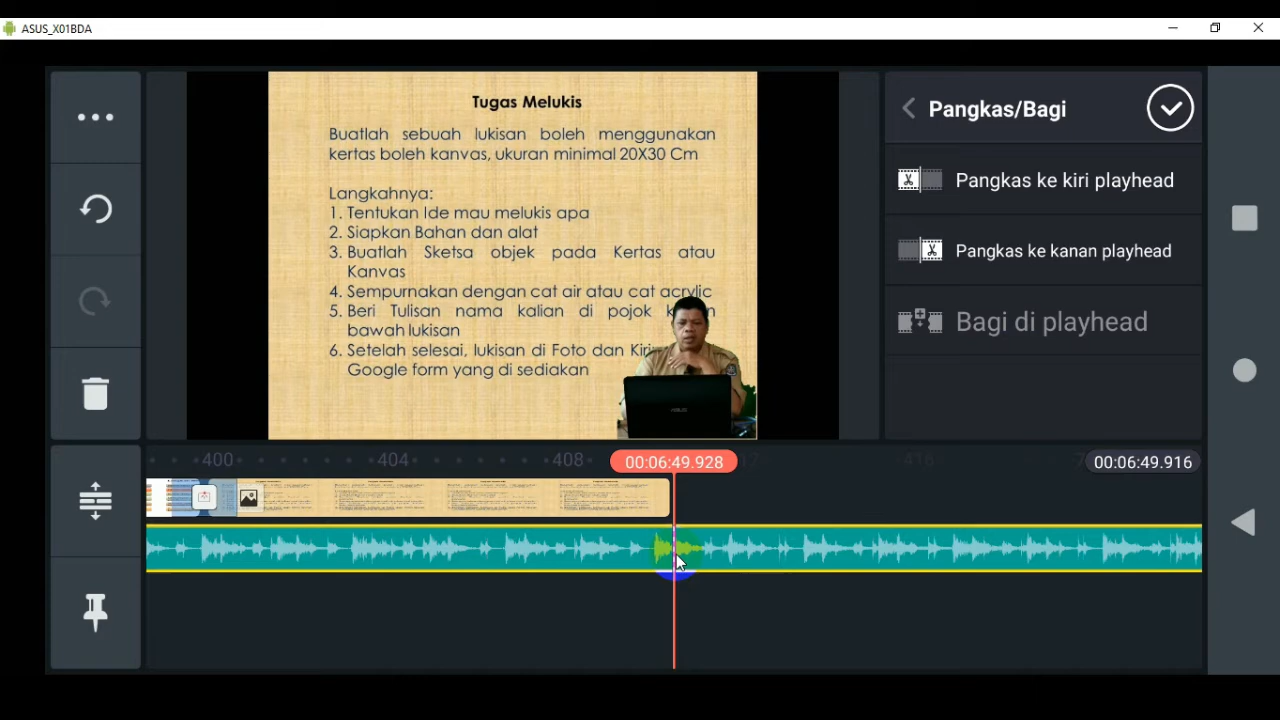 ASUS_X01BDA
Tugas Melukis
Buatlah sebuah lukisan boleh menggunakan
kertas boleh kanvas, ukuran minimal 20X30 Cm
Langkahnya:
1. Tentukan Ide mau melukis apa
2. Siapkan Bahan dan alat
3. Buatlah Sketsa objek pada Kertas atau
Kanvas
4. Sempurnakan dengan cat air atau cat acrylic
5. Beri Tulisan nama kalian di pojok
bawah lukisan
6. Setelah selesai, lukisan di Foto dan
Google form yang di sediakan
ASUS
Pangkas/Bagi
Pangkas ke kiri playhead
Pangkas ke kanan playhead
Bagi di playhead
400 404 408 00:06:49.928 416 00:06:49.916